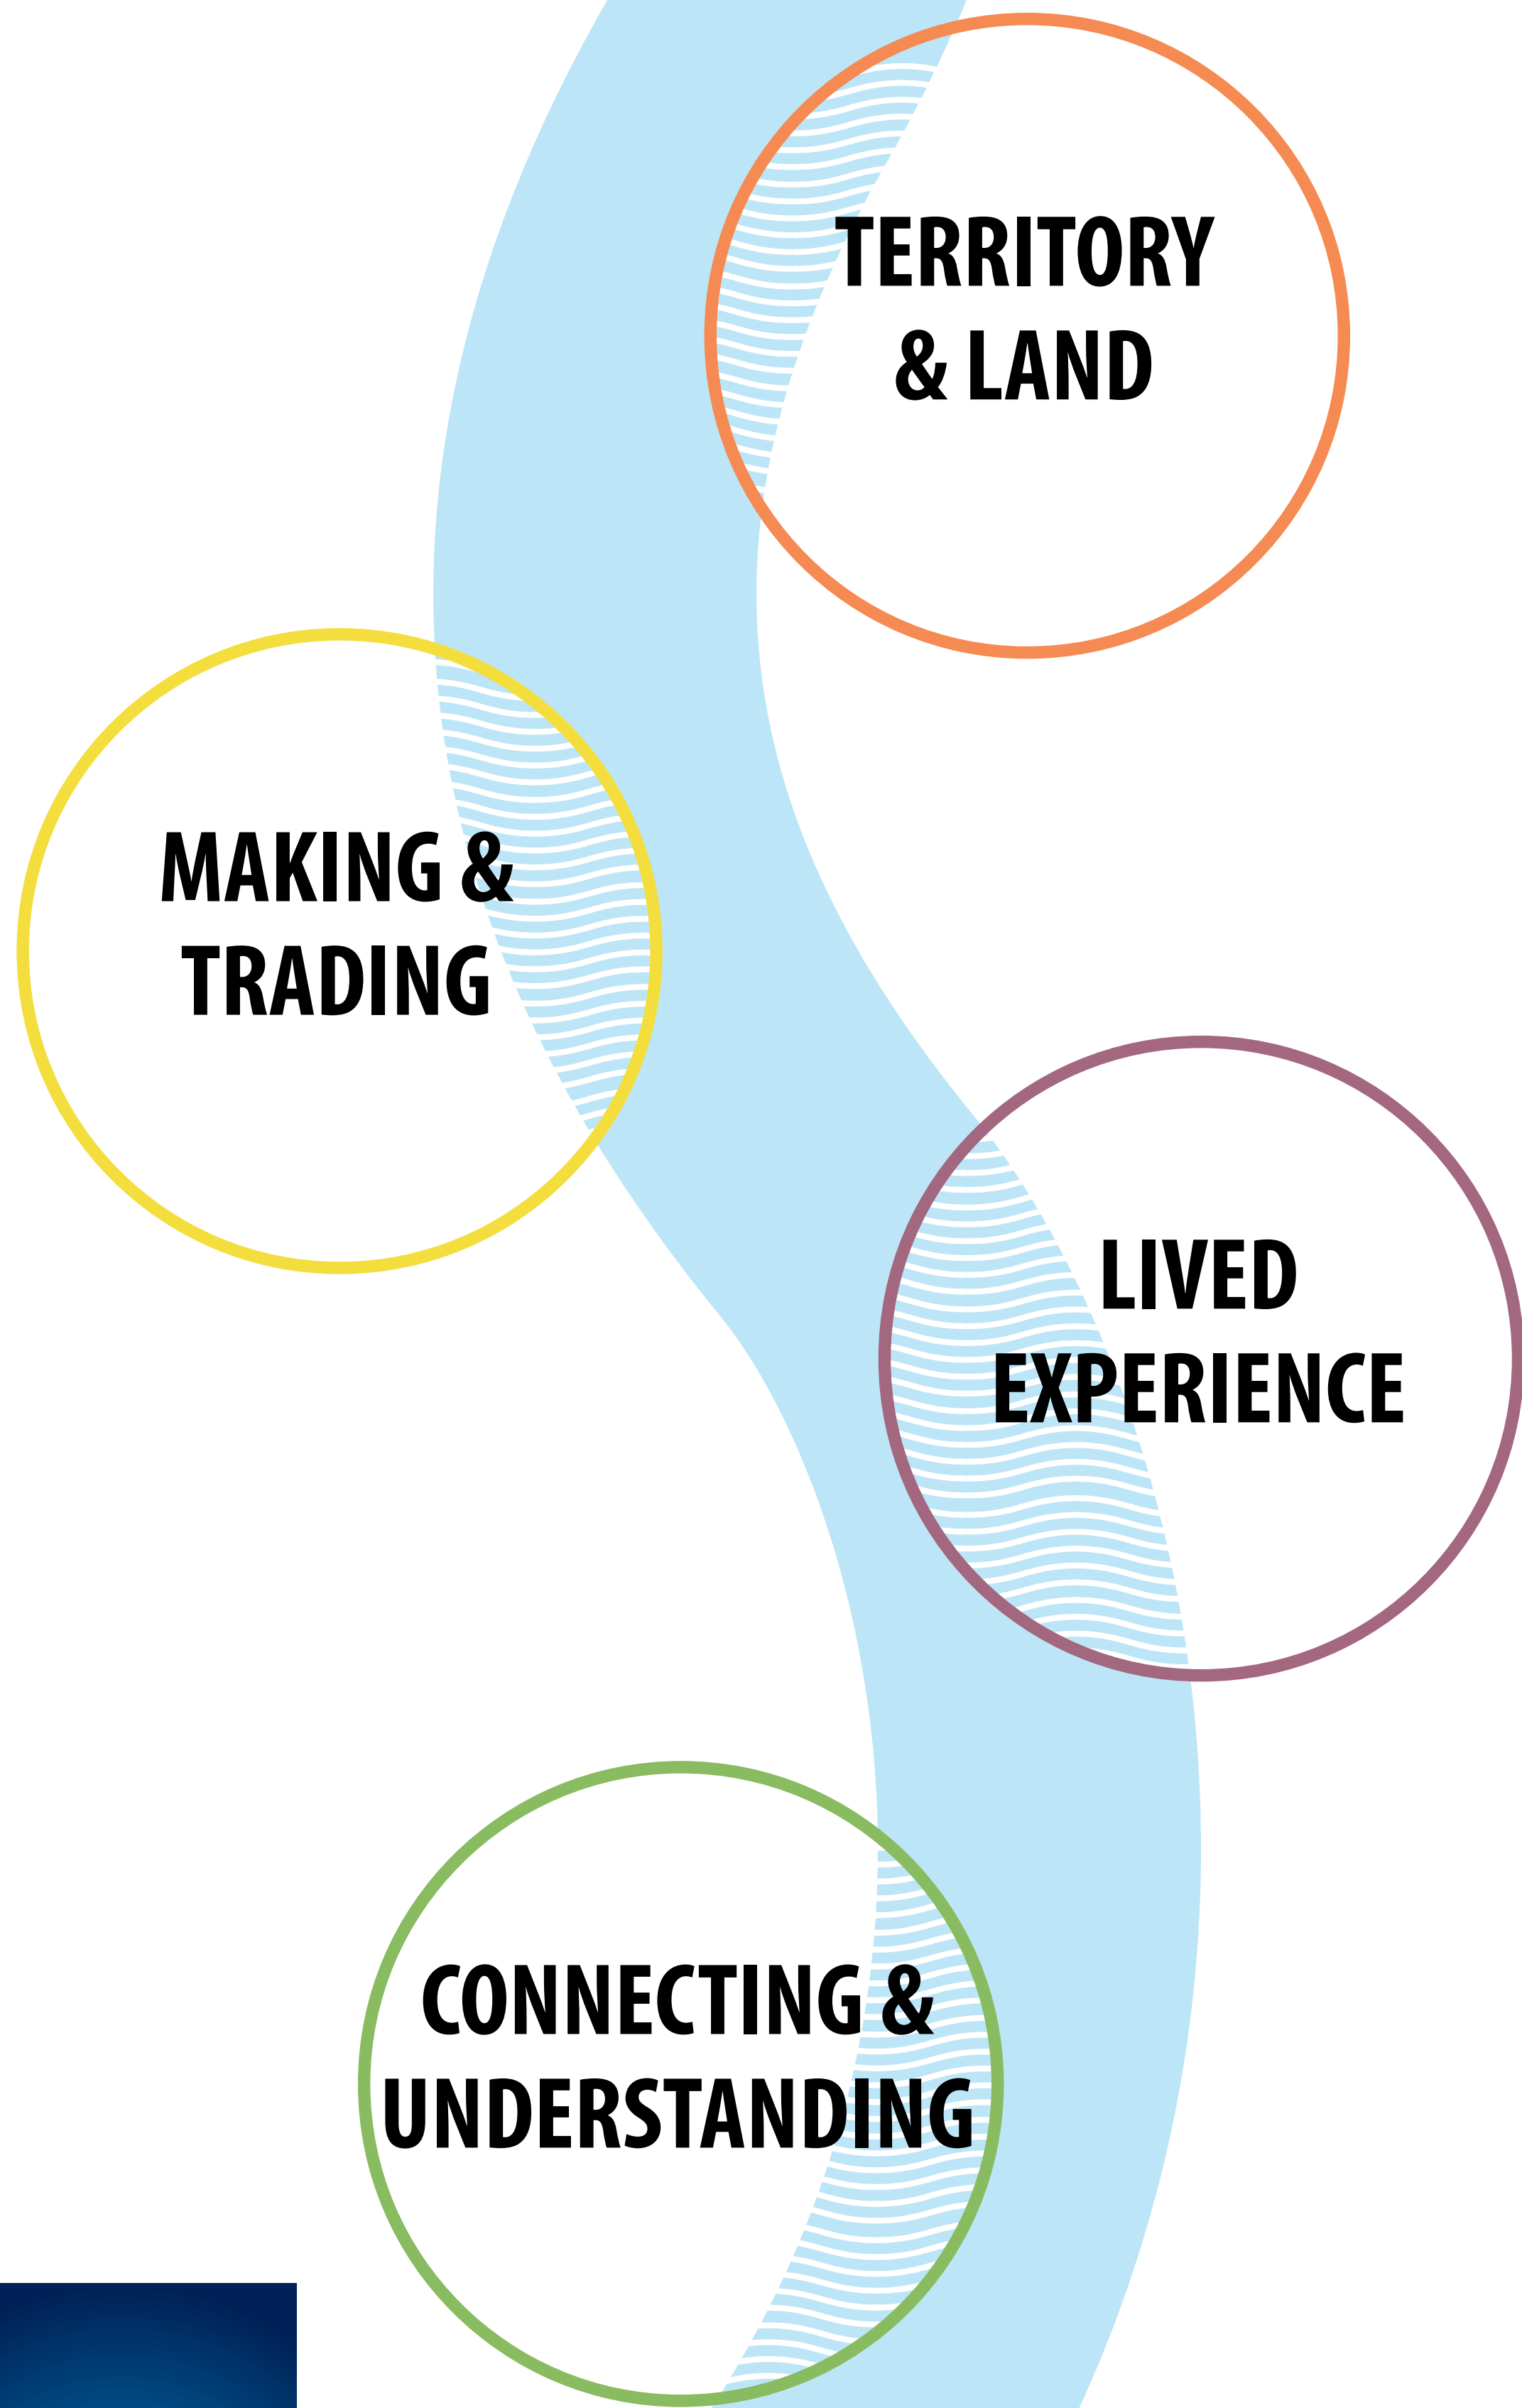 TERRITORY
& LAND
MAKING &
TRADING
LIVED
EXPERIENCE
CONNECTING &
UNDERSTANDING